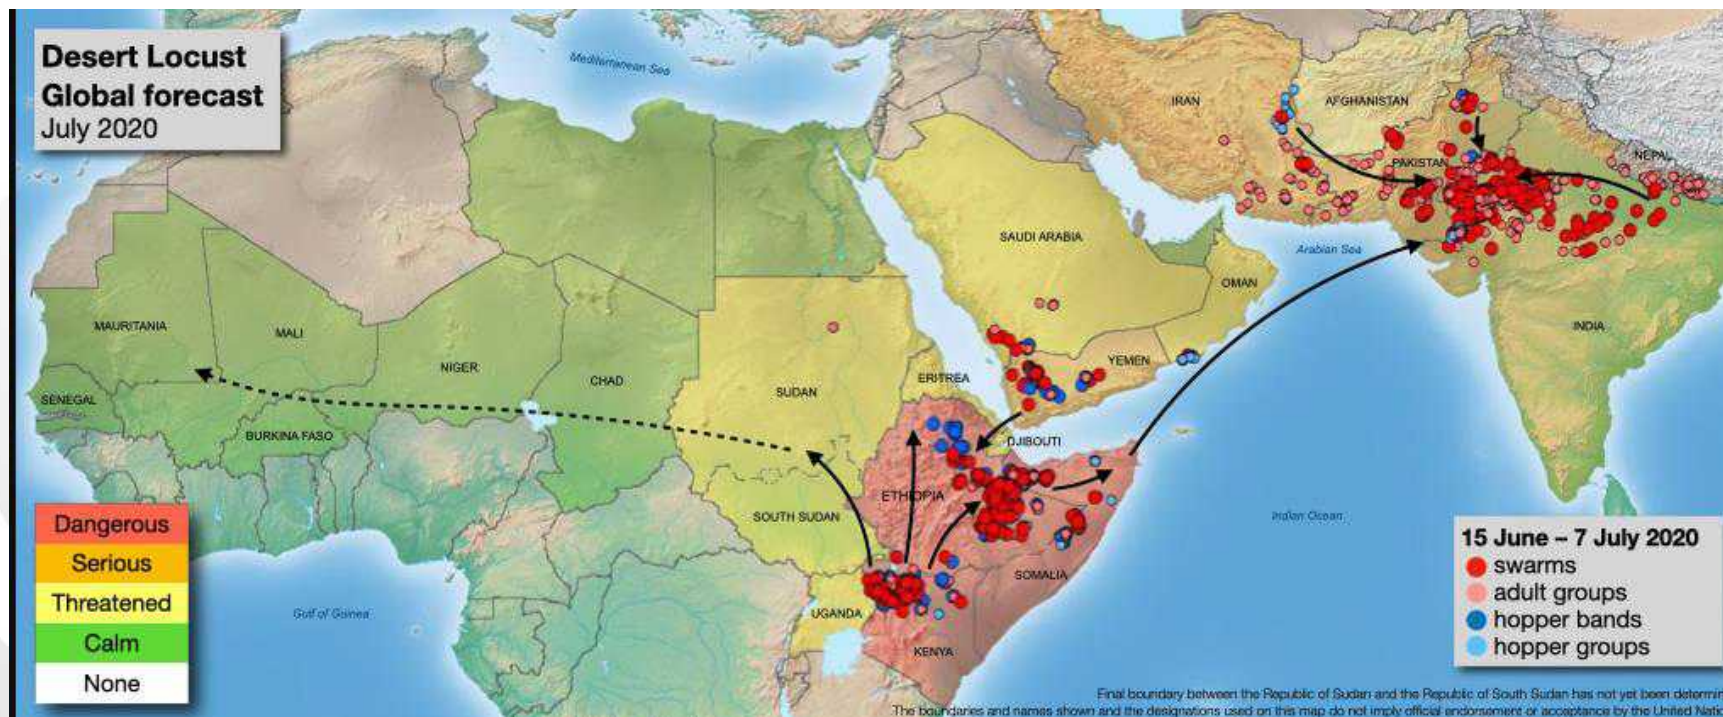 Desert Locust
Global forecast
July 2020
Mediterranean Sea
IRAN
AFGHANISTAN
PAKISTAN
NEPAL
SAUDI ARABIA
Arabian Sea
OMAN
MAURITANIA
MALI
NIGER
CHAD
SUDAN
ERITREA
YEMEN
INDIA
SENEGAL
BURKINA FASO
DJIBOUTI
ETHIOPIA
SOUTH SUDAN
Indian Ocean
SOMALIA
UGANDA
KENYA
Gulf of Guinea
Dangerous
Serious
Threatened
Calm
None
15 June – 7 July 2020
swarms
adult groups
hopper bands
hopper groups
Final boundary between the Republic of Sudan and the Republic of South Sudan has not yet been determin
The boundaries and names shown and the designations used on this map do not imply official endorsement or acceptance by the United Natic